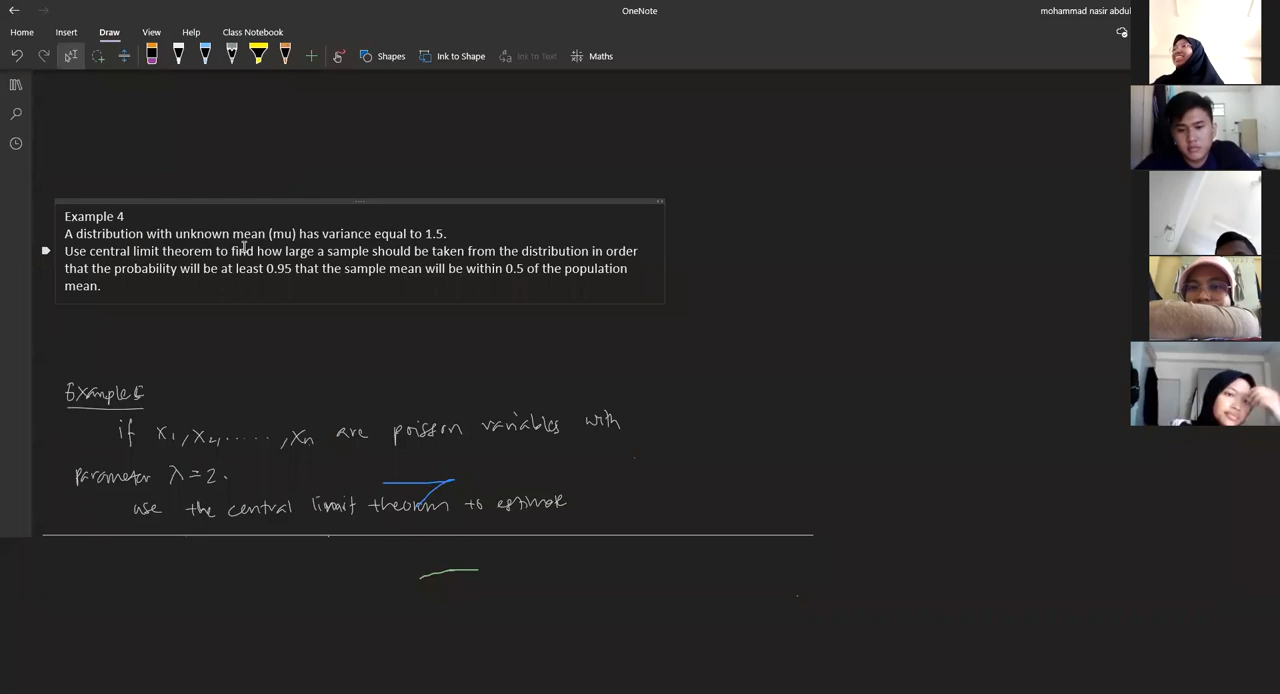 OneNote
mohammad nasir abdul
Home Insert Draw View Help Class Notebook
Shapes Ink to Shape Ink to Text Maths
Example 4
A distribution with unknown mean (mu) has variance equal to 1.5.
Use central limit theorem to find how large a sample should be taken from the distribution in order
that the probability will be at least 0.95 that the sample mean will be within 0.5 of the population
mean.
Example 5
if x1, x2, ....., xn are poisson variables with
parameter λ = 2.
use the central limit theorem to estimate